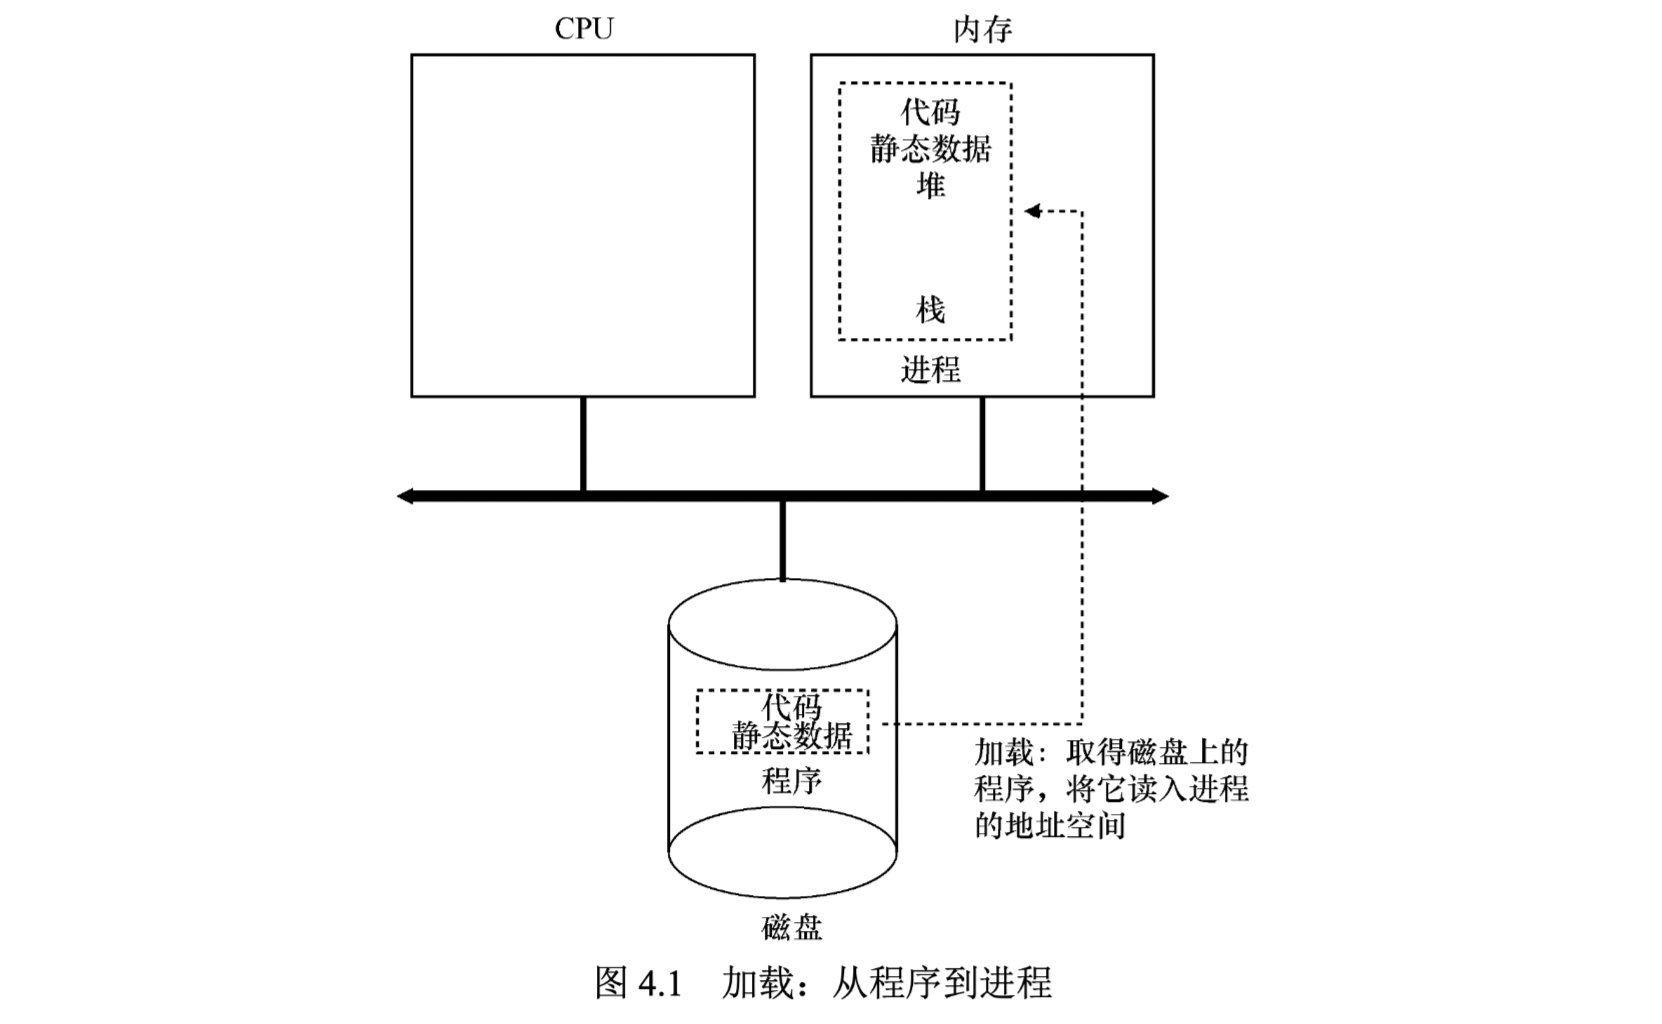 CPU
内存
代码
静态数据
堆
栈
进程
代码
静态数据
程序
加载：取得磁盘上的
程序，将它读入进程
的地址空间
磁盘
图 4.1 加载：从程序到进程